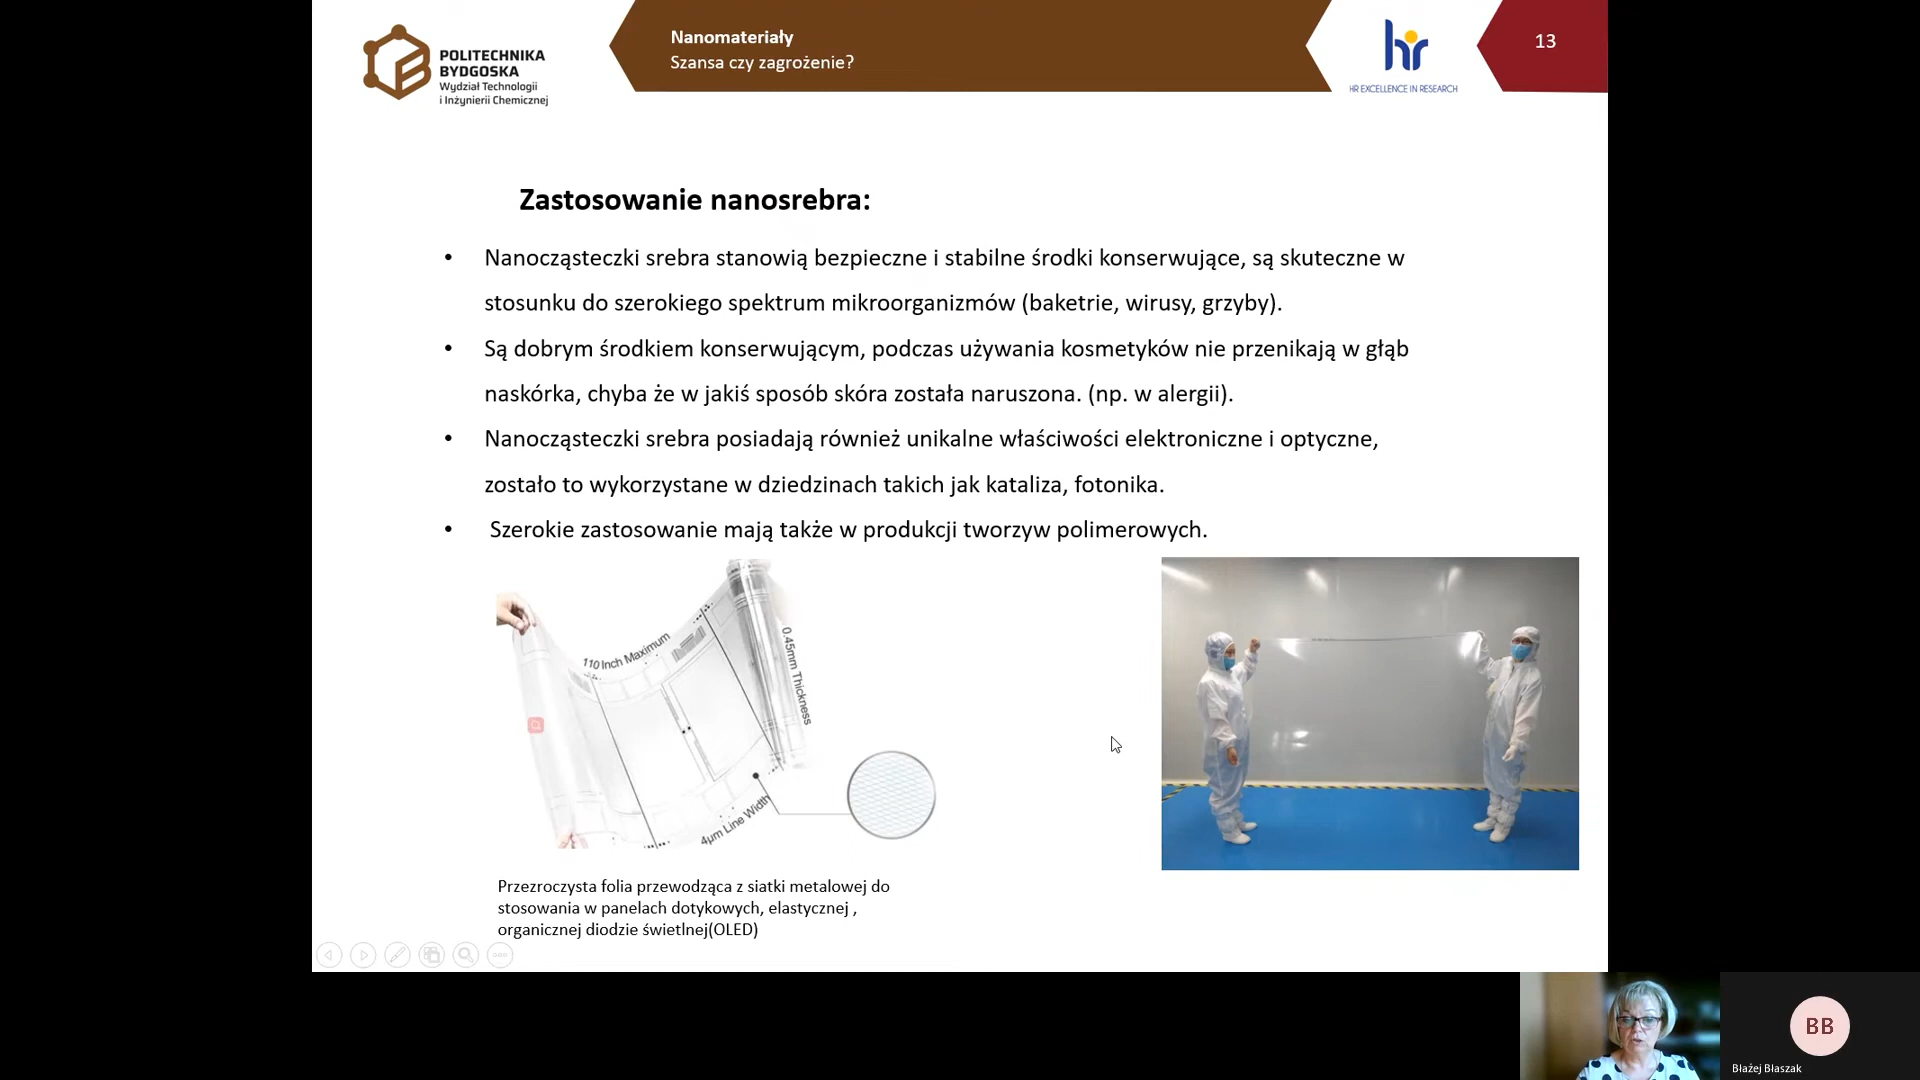 POLITECHNIKA
BYDGOSKA
Wydział Technologii
i Inżynierii Chemicznej
Nanomateriały
Szansa czy zagrożenie?
hr
HR EXCELLENCE IN RESEARCH
13
Zastosowanie nanosrebra:
• Nanocząsteczki srebra stanowią bezpieczne i stabilne środki konserwujące, są skuteczne w
stosunku do szerokiego spektrum mikroorganizmów (baketrie, wirusy, grzyby).
• Są dobrym środkiem konserwującym, podczas używania kosmetyków nie przenikają w głąb
naskórka, chyba że w jakiś sposób skóra została naruszona. (np. w alergii).
• Nanocząsteczki srebra posiadają również unikalne właściwości elektroniczne i optyczne,
zostało to wykorzystane w dziedzinach takich jak kataliza, fotonika.
• Szerokie zastosowanie mają także w produkcji tworzyw polimerowych.
110 Inch Maximum
0.45mm Thickness
4μm Line Width
Przezroczysta folia przewodząca z siatki metalowej do
stosowania w panelach dotykowych, elastycznej ,
organicznej diodzie świetlnej(OLED)
BB
Błażej Błaszak